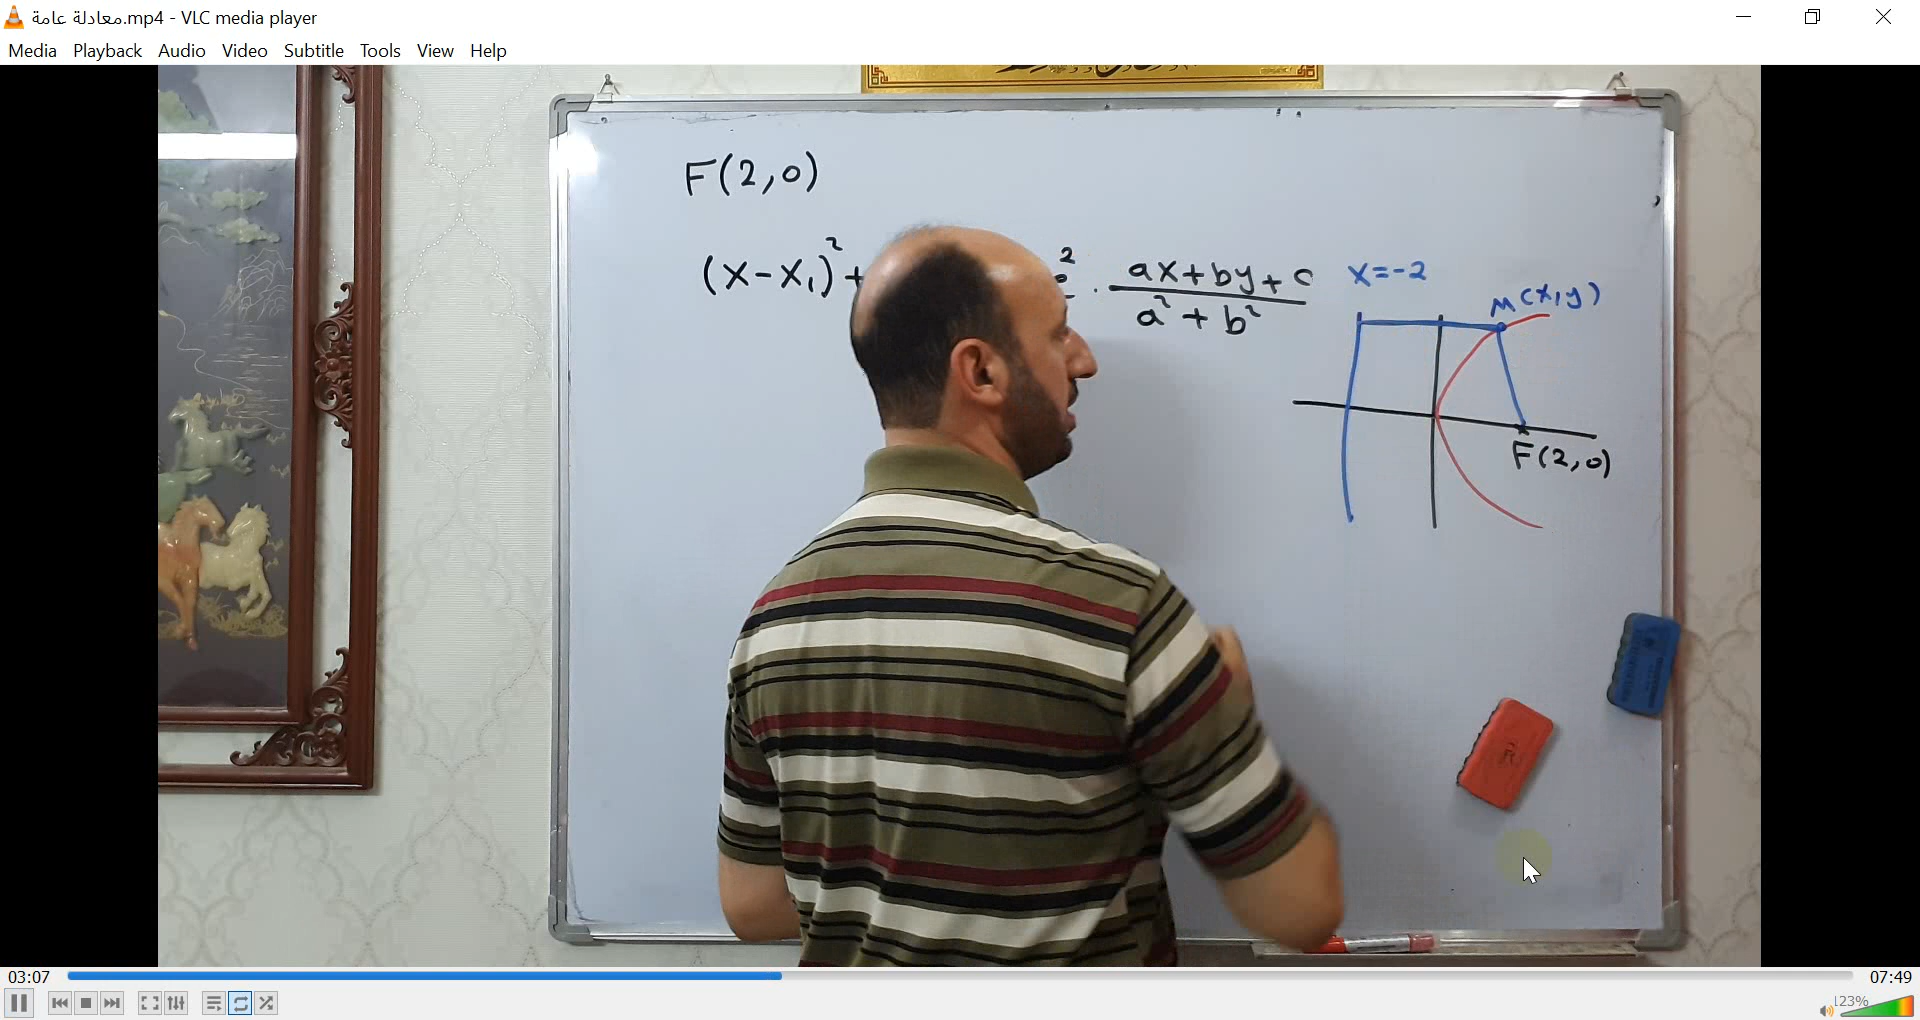 معادلة عامة.mp4 - VLC media player
Media Playback Audio Video Subtitle Tools View Help
F(2,0)
(x-x₁)²+
² · ax+by+c
a²+b²
x=-2
M(x,y)
F(2,0)
03:07
07:49
123%